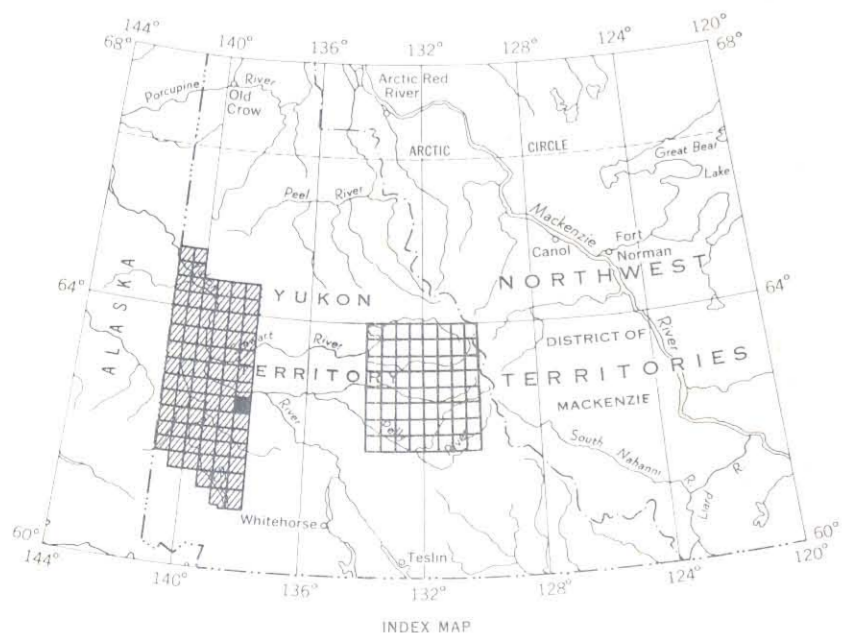 144°
140°
136°
132°
128°
124°
120°
68°
68°
Porcupine River
Old
Crow
Arctic Red
River
ARCTIC CIRCLE
Great Bear
Lake
Peel River
Mackenzie
River
Canol
Fort
Norman
64°
64°
ALASKA
YUKON
TERRITORY
NORTHWEST
TERRITORIES
DISTRICT OF
MACKENZIE
River
River
Pelly
River
South Nahanni
R.
Liard
R.
Whitehorse
Teslin
60°
60°
144°
140°
136°
132°
128°
124°
120°
INDEX MAP